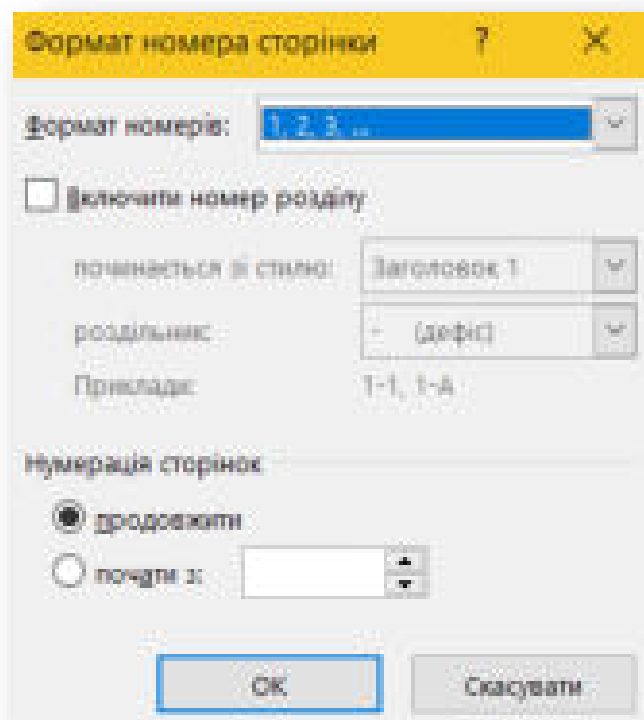 Формат номера сторінки ? ×
Формат номерів: 1, 2, 3, ...
Включити номер розділу
починається зі стилю: Заголовок 1
роздільник: - (дефіс)
Приклади: 1-1, 1-A
Нумерація сторінок
продовжити
почати з:
ОК Скасувати